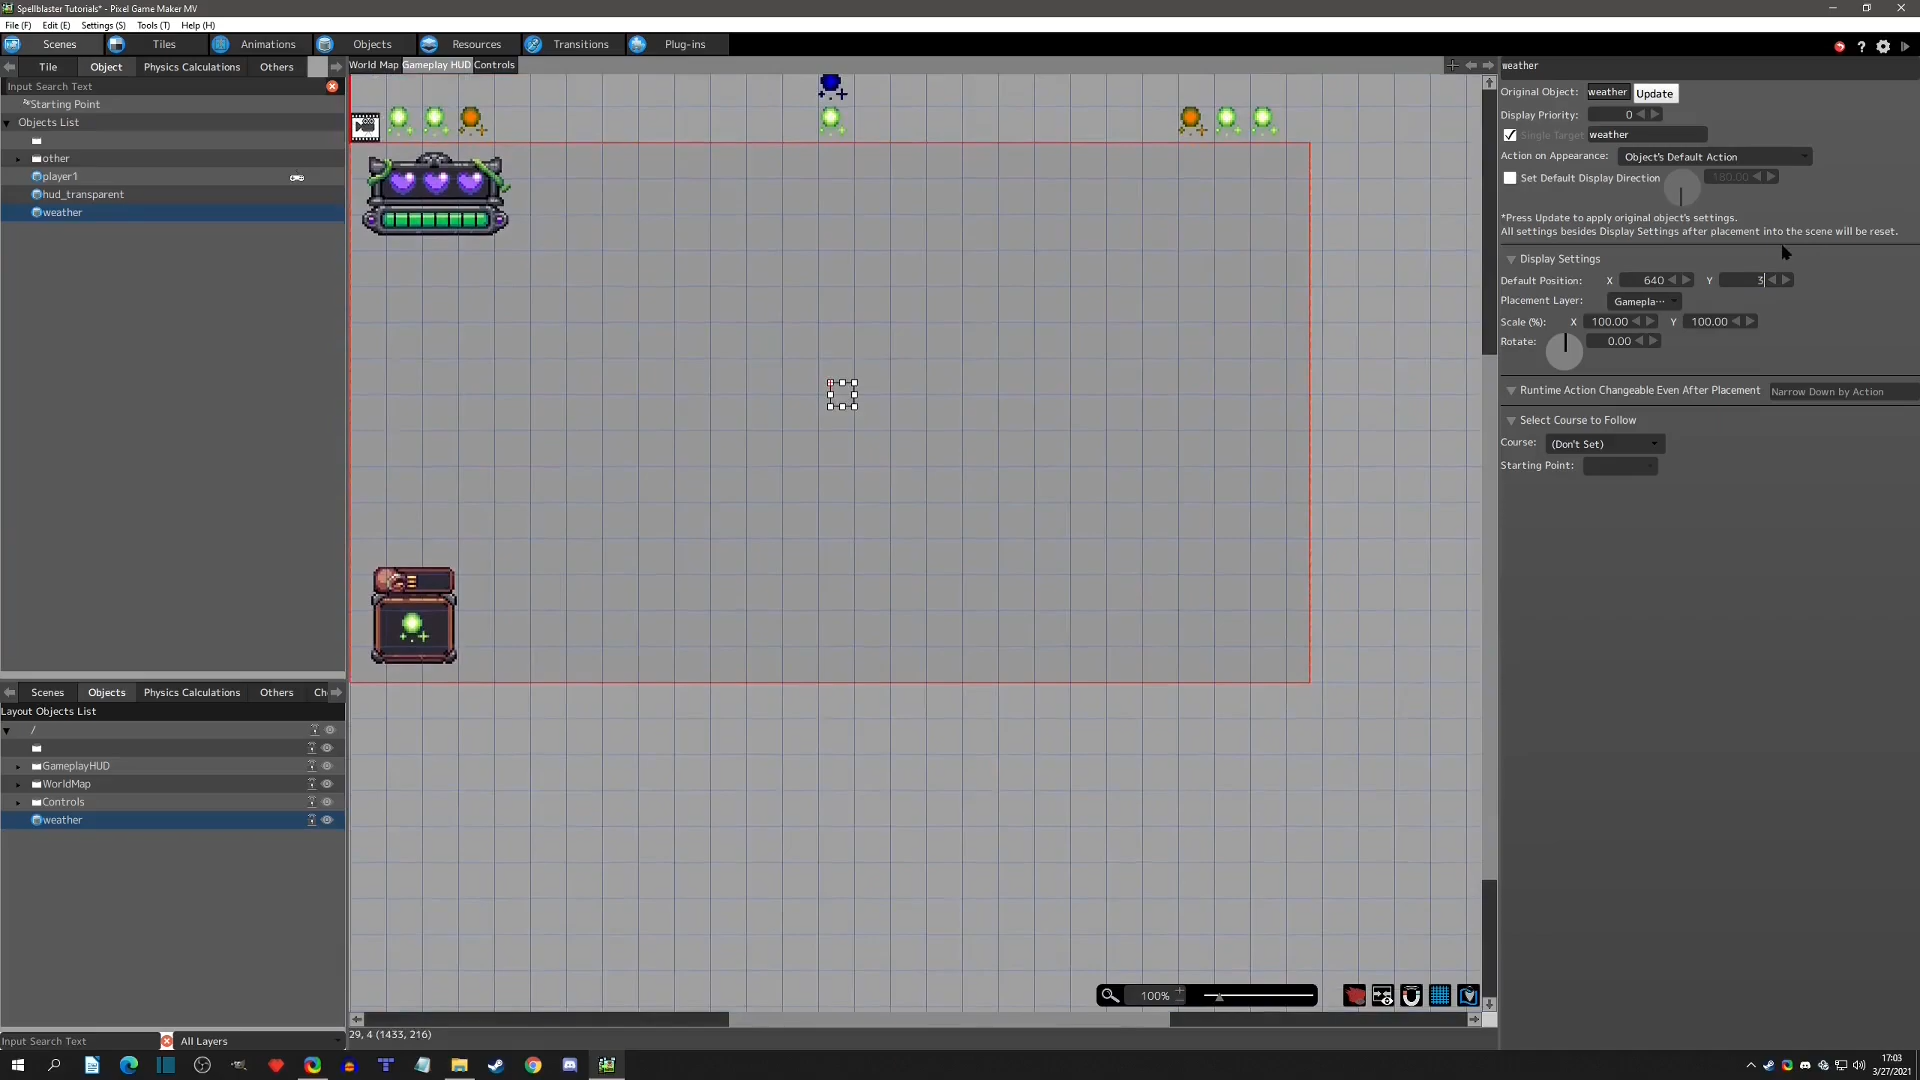 Spellblaster Tutorials* - Pixel Game Maker MV
File (F) Edit (E) Settings (S) Tools (T) Help (H)
Scenes Tiles Animations Objects Resources Transitions Plug-ins
Tile Object Physics Calculations Others
World Map Gameplay HUD Controls
weather
Input Search Text
Starting Point
Objects List
other
player1
hud_transparent
weather
Original Object: weather Update
Display Priority: 0
Single Target weather
Action on Appearance: Object's Default Action
Set Default Display Direction 180.00
*Press Update to apply original object's settings.
All settings besides Display Settings after placement into the scene will be reset.
Display Settings
Default Position: X 640 Y 3
Placement Layer: Gamepla···
Scale (%): X 100.00 Y 100.00
Rotate: 0.00
Runtime Action Changeable Even After Placement Narrow Down by Action
Select Course to Follow
Course: (Don't Set)
Starting Point:
Scenes Objects Physics Calculations Others Ch
Layout Objects List
/
GameplayHUD
WorldMap
Controls
weather
100%
29, 4 (1433, 216)
Input Search Text All Layers
17:03
3/27/2021